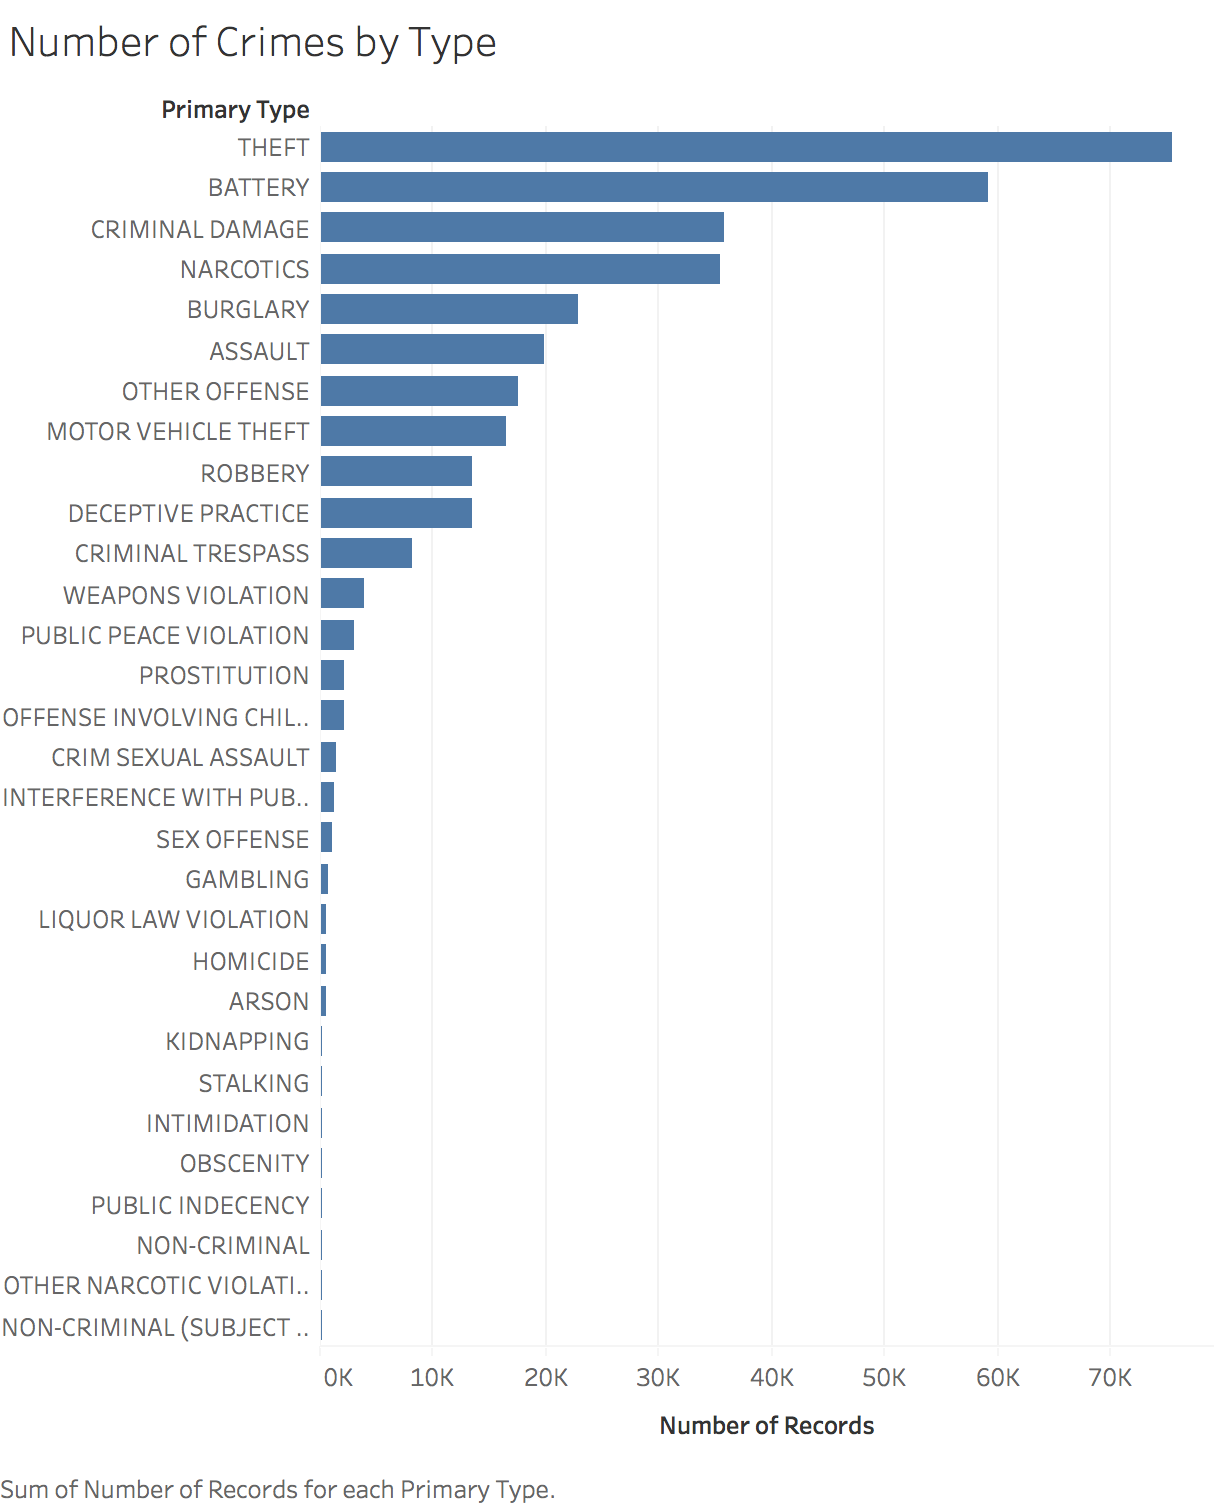 Number of Crimes by Type
Primary Type
THEFT
BATTERY
CRIMINAL DAMAGE
NARCOTICS
BURGLARY
ASSAULT
OTHER OFFENSE
MOTOR VEHICLE THEFT
ROBBERY
DECEPTIVE PRACTICE
CRIMINAL TRESPASS
WEAPONS VIOLATION
PUBLIC PEACE VIOLATION
PROSTITUTION
OFFENSE INVOLVING CHIL..
CRIM SEXUAL ASSAULT
INTERFERENCE WITH PUB..
SEX OFFENSE
GAMBLING
LIQUOR LAW VIOLATION
HOMICIDE
ARSON
KIDNAPPING
STALKING
INTIMIDATION
OBSCENITY
PUBLIC INDECENCY
NON-CRIMINAL
OTHER NARCOTIC VIOLATI..
NON-CRIMINAL (SUBJECT ..
0K 10K 20K 30K 40K 50K 60K 70K
Number of Records
Sum of Number of Records for each Primary Type.